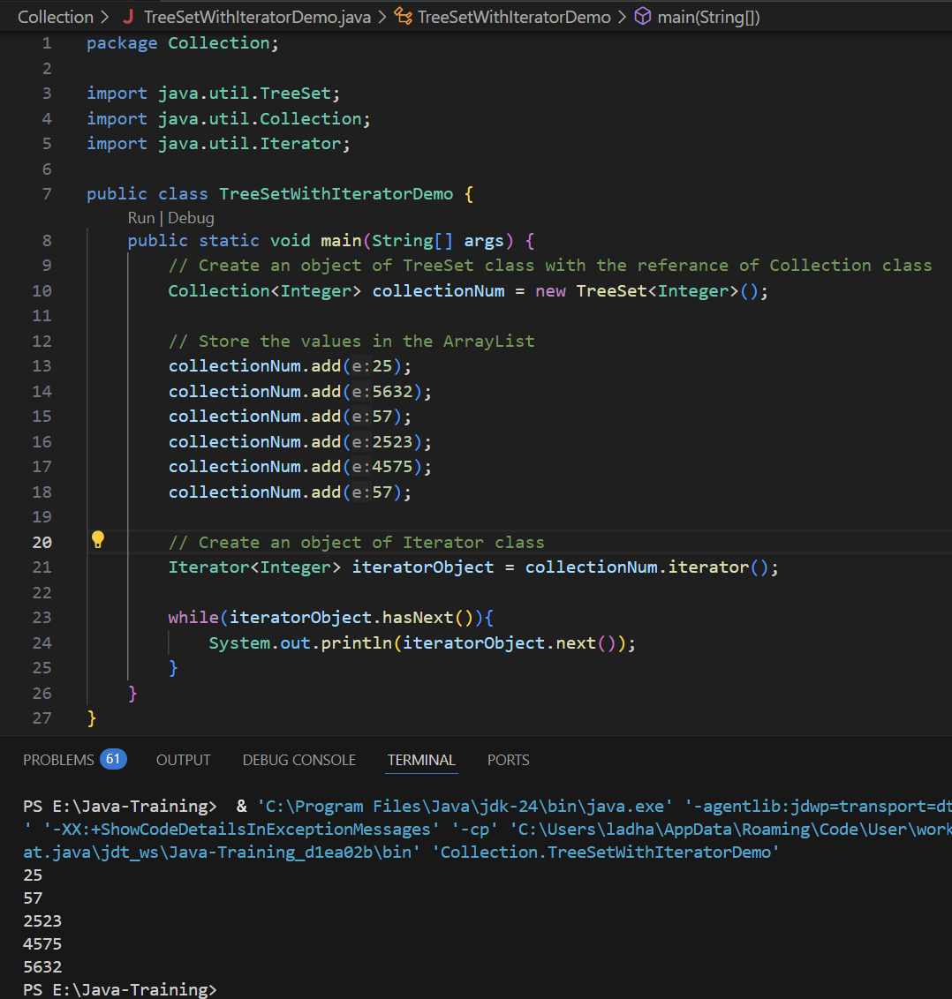 Collection > J TreeSetWithIteratorDemo.java > TreeSetWithIteratorDemo > main(String[])
1 package Collection;
2
3 import java.util.TreeSet;
4 import java.util.Collection;
5 import java.util.Iterator;
6
7 public class TreeSetWithIteratorDemo {
Run | Debug
8 public static void main(String[] args) {
9 // Create an object of TreeSet class with the referance of Collection class
10 Collection<Integer> collectionNum = new TreeSet<Integer>();
11
12 // Store the values in the ArrayList
13 collectionNum.add(e:25);
14 collectionNum.add(e:5632);
15 collectionNum.add(e:57);
16 collectionNum.add(e:2523);
17 collectionNum.add(e:4575);
18 collectionNum.add(e:57);
19
20 // Create an object of Iterator class
21 Iterator<Integer> iteratorObject = collectionNum.iterator();
22
23 while(iteratorObject.hasNext()){
24 System.out.println(iteratorObject.next());
25 }
26 }
27 }
PROBLEMS 61 OUTPUT DEBUG CONSOLE TERMINAL PORTS
PS E:\Java-Training> & 'C:\Program Files\Java\jdk-24\bin\java.exe' '-agentlib:jdwp=transport=dt
' '-XX:+ShowCodeDetailsInExceptionMessages' '-cp' 'C:\Users\ladha\AppData\Roaming\Code\User\work
at.java\jdt_ws\Java-Training_d1ea02b\bin' 'Collection.TreeSetWithIteratorDemo'
25
57
2523
4575
5632
PS E:\Java-Training>